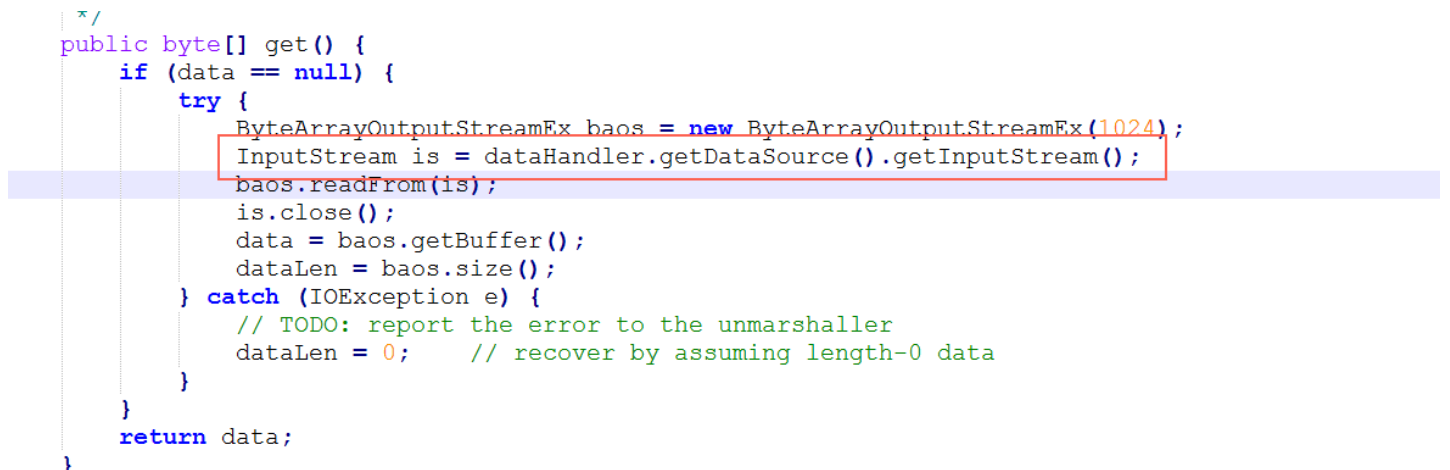 */
public byte[] get() {
if (data == null) {
try {
ByteArrayOutputStreamEx baos = new ByteArrayOutputStreamEx(1024);
InputStream is = dataHandler.getDataSource().getInputStream();
baos.readFrom(is);
is.close();
data = baos.getBuffer();
dataLen = baos.size();
} catch (IOException e) {
// TODO: report the error to the unmarshaller
dataLen = 0;    // recover by assuming length-0 data
}
}
return data;
}